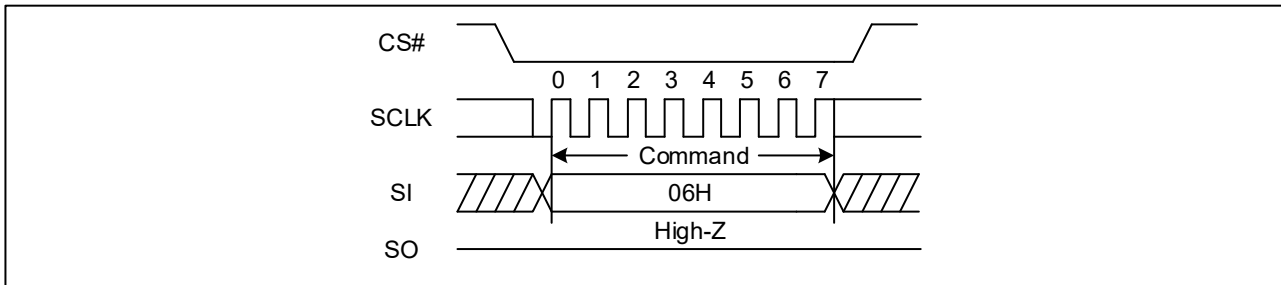 CS#
0 1 2 3 4 5 6 7
SCLK
Command
SI
06H
High-Z
SO